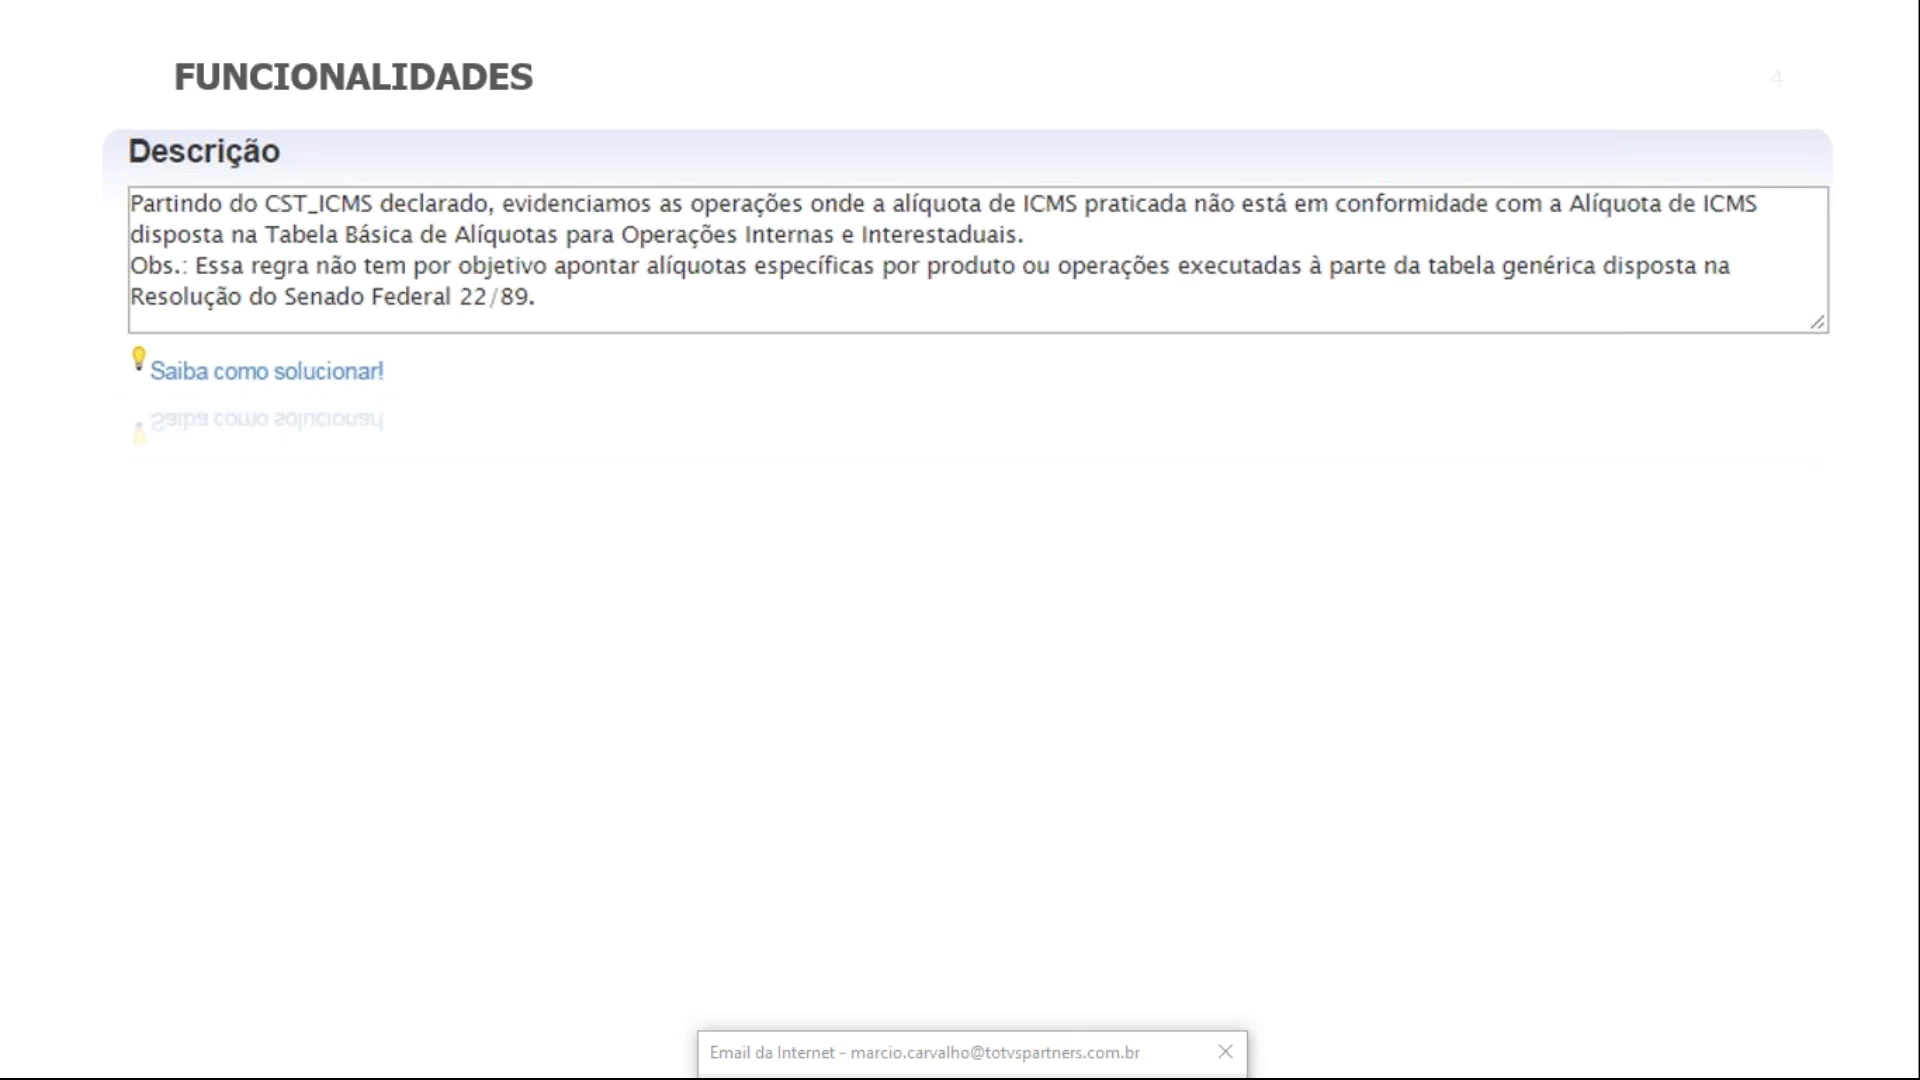 FUNCIONALIDADES
4
Descrição
Partindo do CST_ICMS declarado, evidenciamos as operações onde a alíquota de ICMS praticada não está em conformidade com a Alíquota de ICMS
disposta na Tabela Básica de Alíquotas para Operações Internas e Interestaduais.
Obs.: Essa regra não tem por objetivo apontar alíquotas específicas por produto ou operações executadas à parte da tabela genérica disposta na
Resolução do Senado Federal 22/89.
Saiba como solucionar!
Email da Internet - marcio.carvalho@totvspartners.com.br